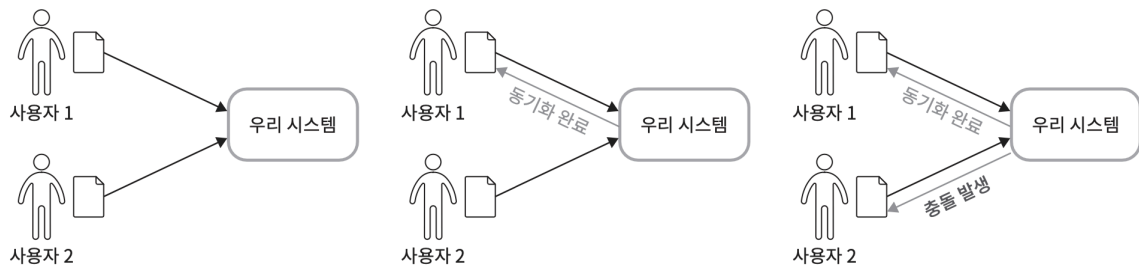 사용자 1
우리 시스템
사용자 2
사용자 1
동기화 완료
우리 시스템
사용자 2
사용자 1
동기화 완료
우리 시스템
충돌 발생
사용자 2